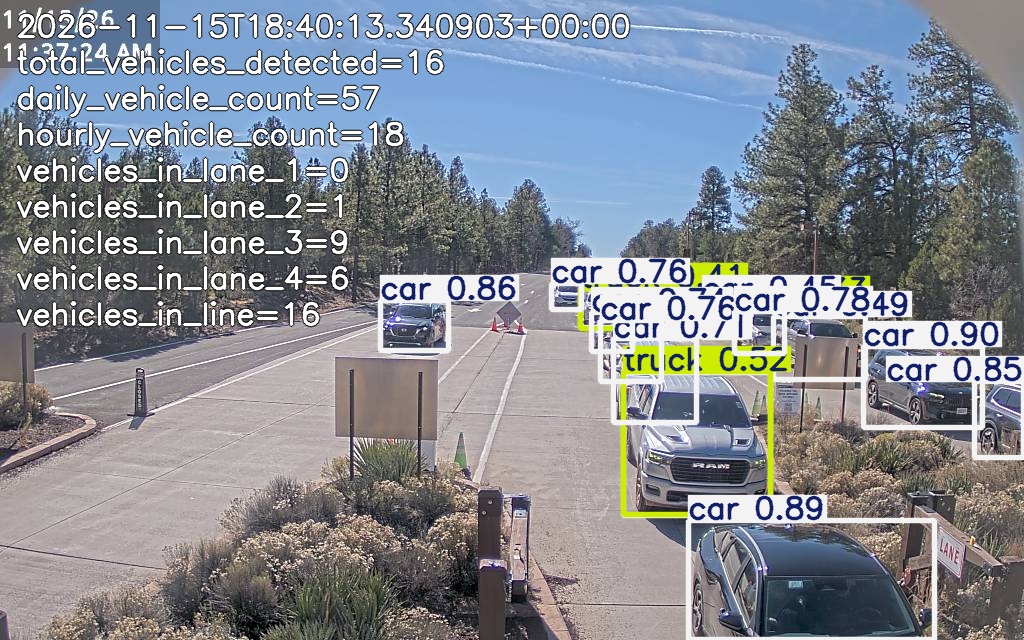 2026-11-15T18:40:13.340903+00:00
11:37:24 AM
total_vehicles_detected=16
daily_vehicle_count=57
hourly_vehicle_count=18
vehicles_in_lane_1=0
vehicles_in_lane_2=1
vehicles_in_lane_3=9
vehicles_in_lane_4=6
vehicles_in_line=16
car 0.86
car 0.76
car 0.78
car 0.76
car 0.71
car 0.90
truck 0.52
car 0.85
RAM
car 0.89
LANE